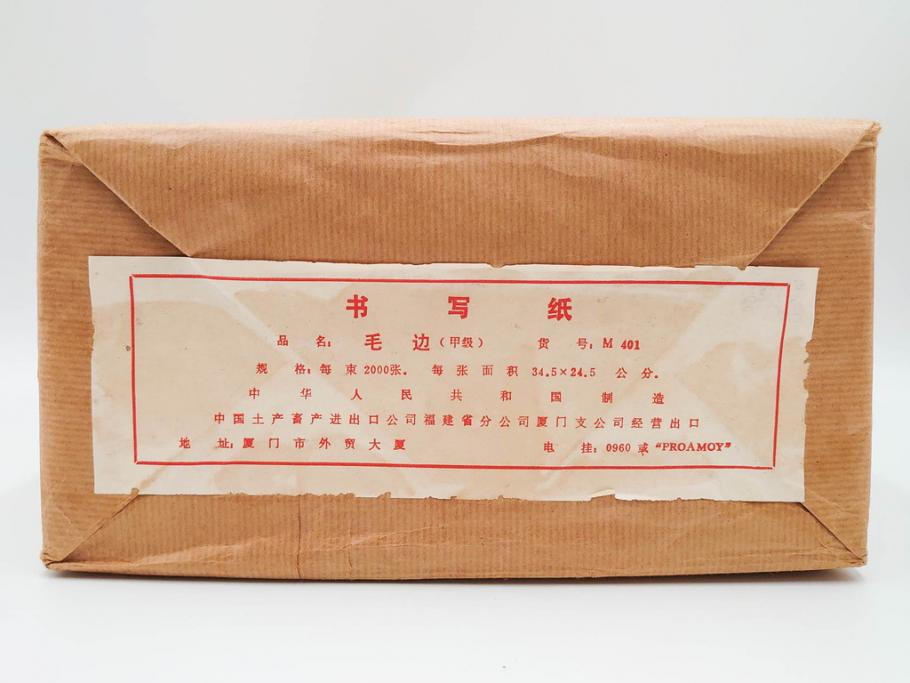 书写纸
品名：毛边（甲级） 货号：M 401
规格：每束2000张． 每张面积 34.5×24.5 公分．
中华人民共和国制造
中国土产畜产进出口公司福建省分公司厦门支公司经营出口
地址：厦门市外贸大厦 电挂：0960或“PROAMOY”